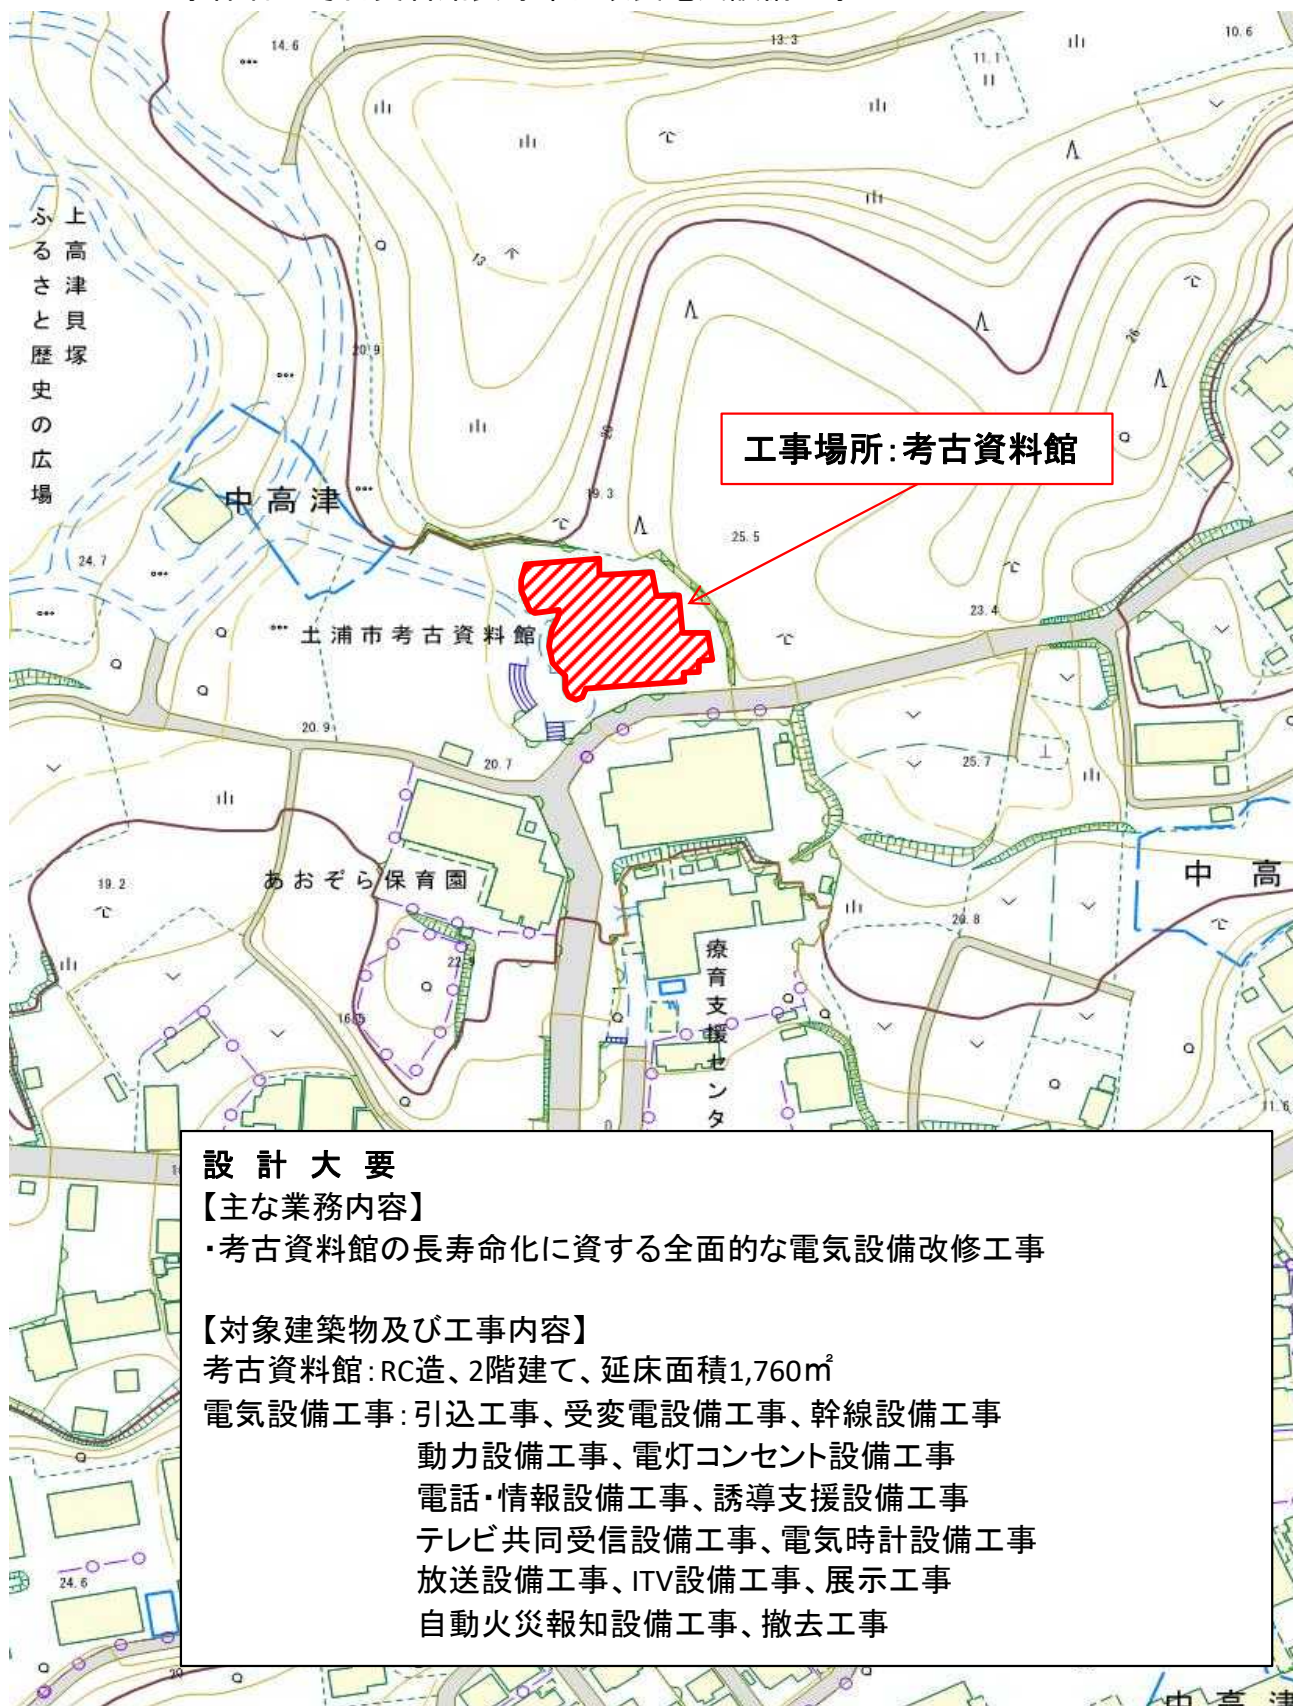 14.6
13.3
10.6
11.1
上高津貝塚
ふるさと歴史の広場
13
20.9
26
20
工事場所：考古資料館
中高津
19.3
25.5
24.7
23.4
土浦市考古資料館
20.9
20.7
25.7
19.2
あおぞら保育園
中高
20.8
22.9
療育支援センタ
16.5
11.6
設計大要
【主な業務内容】
・考古資料館の長寿命化に資する全面的な電気設備改修工事
【対象建築物及び工事内容】
考古資料館：RC造、2階建て、延床面積1,760㎡
電気設備工事：引込工事、受変電設備工事、幹線設備工事
動力設備工事、電灯コンセント設備工事
電話・情報設備工事、誘導支援設備工事
テレビ共同受信設備工事、電気時計設備工事
放送設備工事、ITV設備工事、展示工事
自動火災報知設備工事、撤去工事
24.6
20
中高津